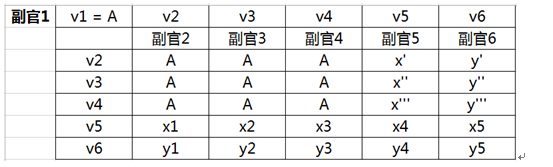 副官1 v1 = A v2 v3 v4 v5 v6
副官2 副官3 副官4 副官5 副官6
v2 A A A x' y'
v3 A A A x'' y''
v4 A A A x''' y'''
v5 x1 x2 x3 x4 x5
v6 y1 y2 y3 y4 y5